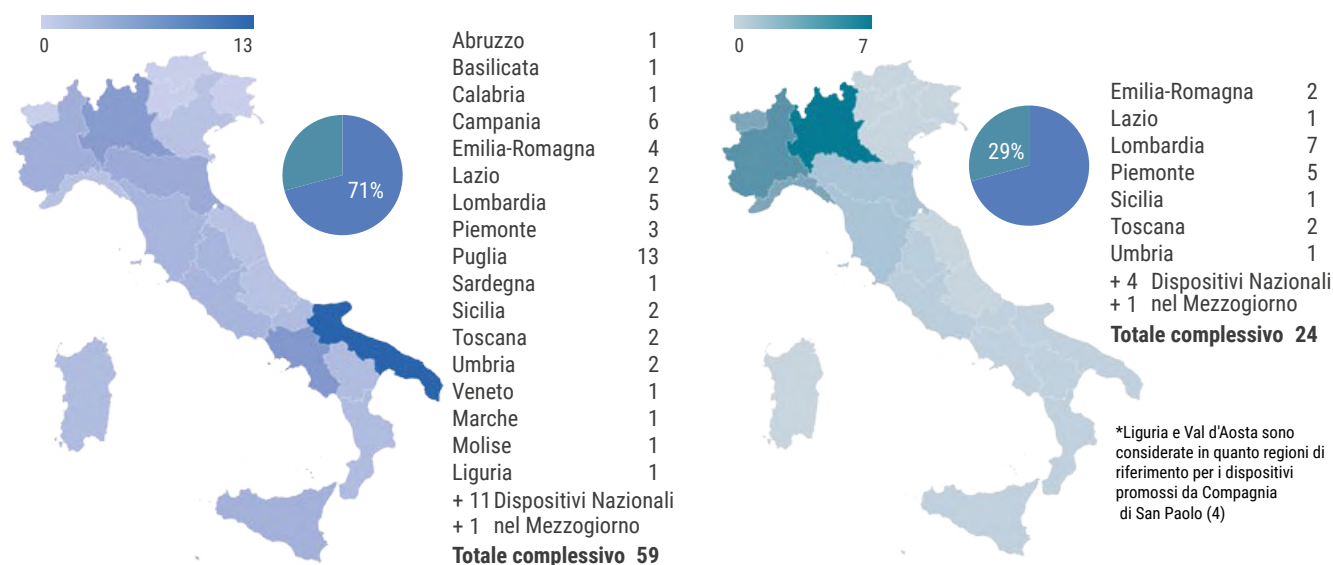 0 13
Abruzzo 1
Basilicata 1
Calabria 1
Campania 6
Emilia-Romagna 4
Lazio 2
Lombardia 5
Piemonte 3
Puglia 13
Sardegna 1
Sicilia 2
Toscana 2
Umbria 2
Veneto 1
Marche 1
Molise 1
Liguria 1
+ 11 Dispositivi Nazionali
+ 1 nel Mezzogiorno
Totale complessivo 59
71%
0 7
29%
Emilia-Romagna 2
Lazio 1
Lombardia 7
Piemonte 5
Sicilia 1
Toscana 2
Umbria 1
+ 4 Dispositivi Nazionali
+ 1 nel Mezzogiorno
Totale complessivo 24
*Liguria e Val d'Aosta sono
considerate in quanto regioni di
riferimento per i dispositivi
promossi da Compagnia
di San Paolo (4)